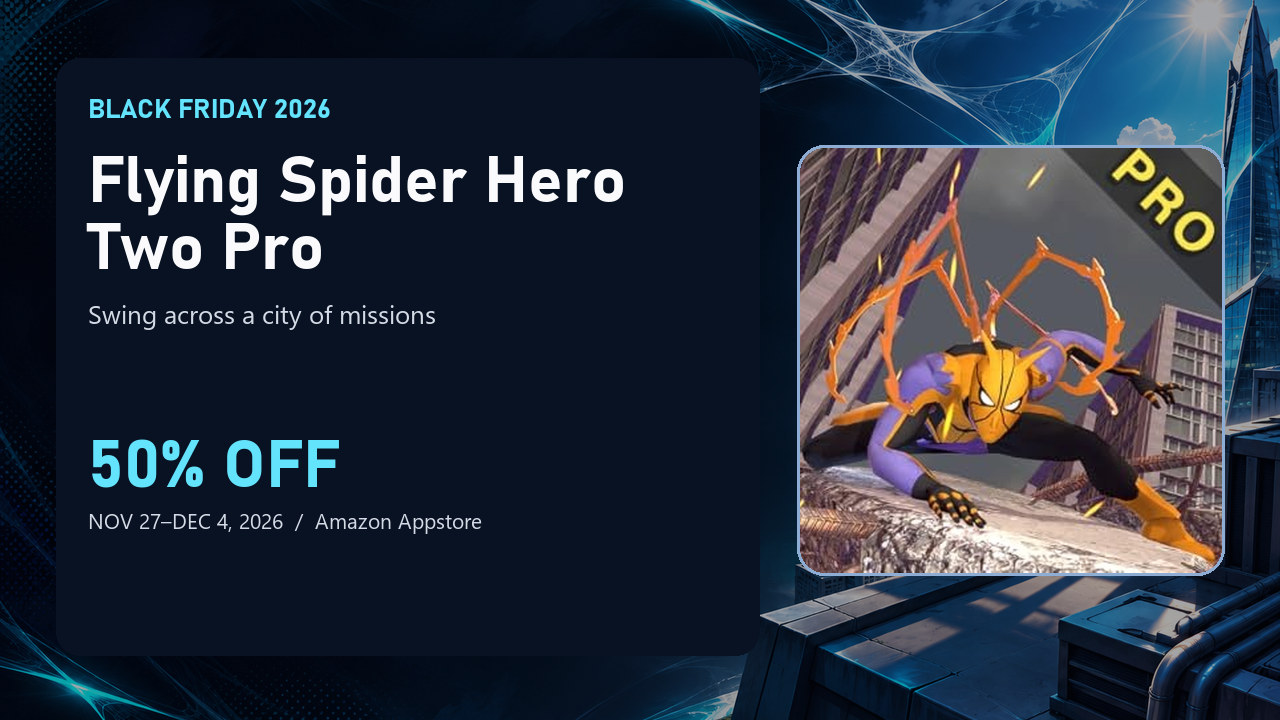 BLACK FRIDAY 2026
Flying Spider Hero
Two Pro
Swing across a city of missions
50% OFF
NOV 27–DEC 4, 2026 / Amazon Appstore
PRO